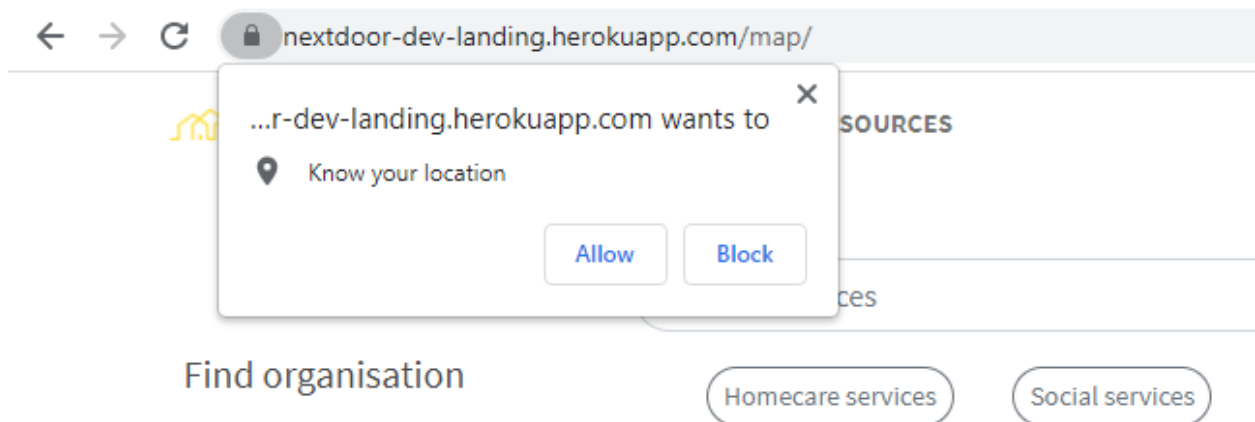 nextdoor-dev-landing.herokuapp.com/map/
...r-dev-landing.herokuapp.com wants to
Know your location
Allow
Block
SOURCES
ces
Find organisation
Homecare services
Social services